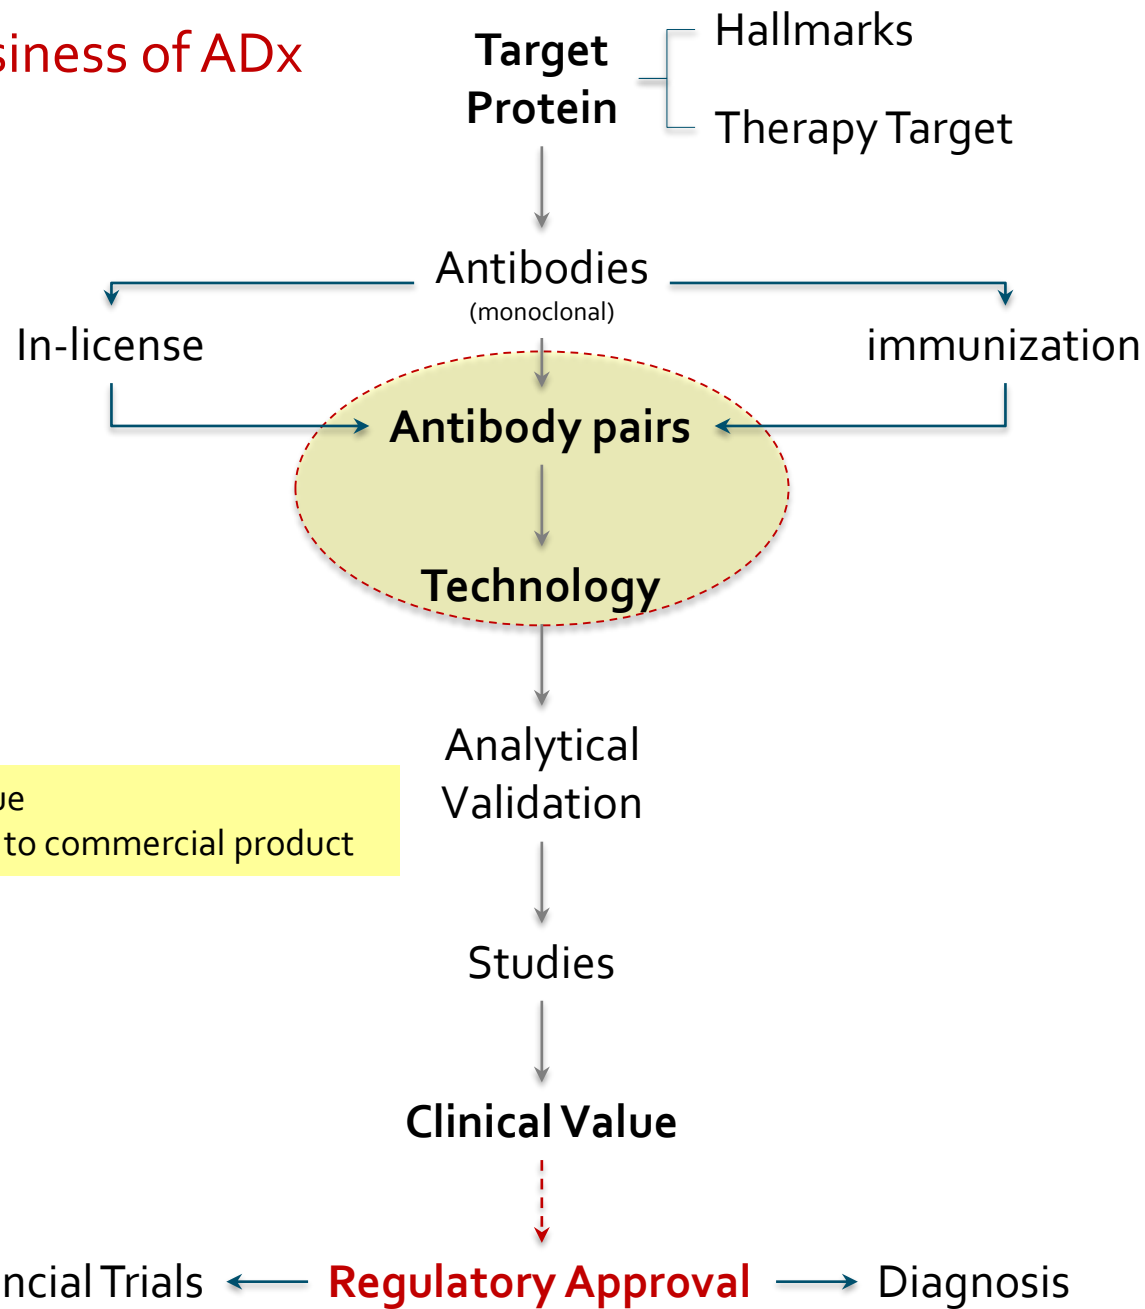 siness of ADx
Target
Protein
Hallmarks
Therapy Target
Antibodies
(monoclonal)
In-license
immunization
Antibody pairs
Technology
Analytical
Validation
ue
to commercial product
Studies
Clinical Value
ncial Trials
Regulatory Approval
Diagnosis